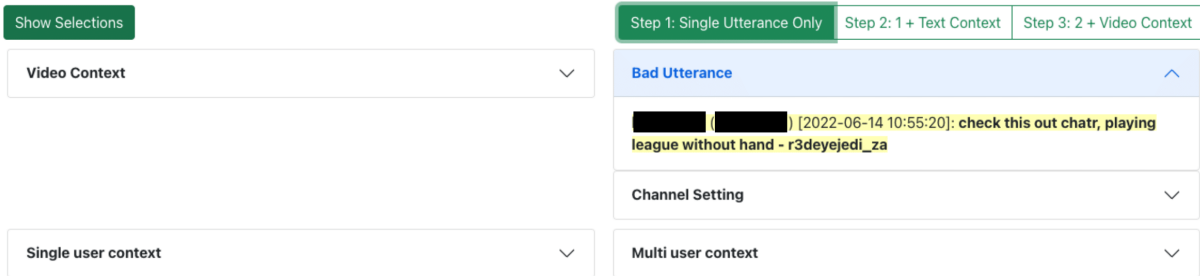 Show Selections
Step 1: Single Utterance Only
Step 2: 1 + Text Context
Step 3: 2 + Video Context
Video Context
Bad Utterance
( ) [2022-06-14 10:55:20]: check this out chatr, playing
league without hand - r3deyejedi_za
Channel Setting
Single user context
Multi user context